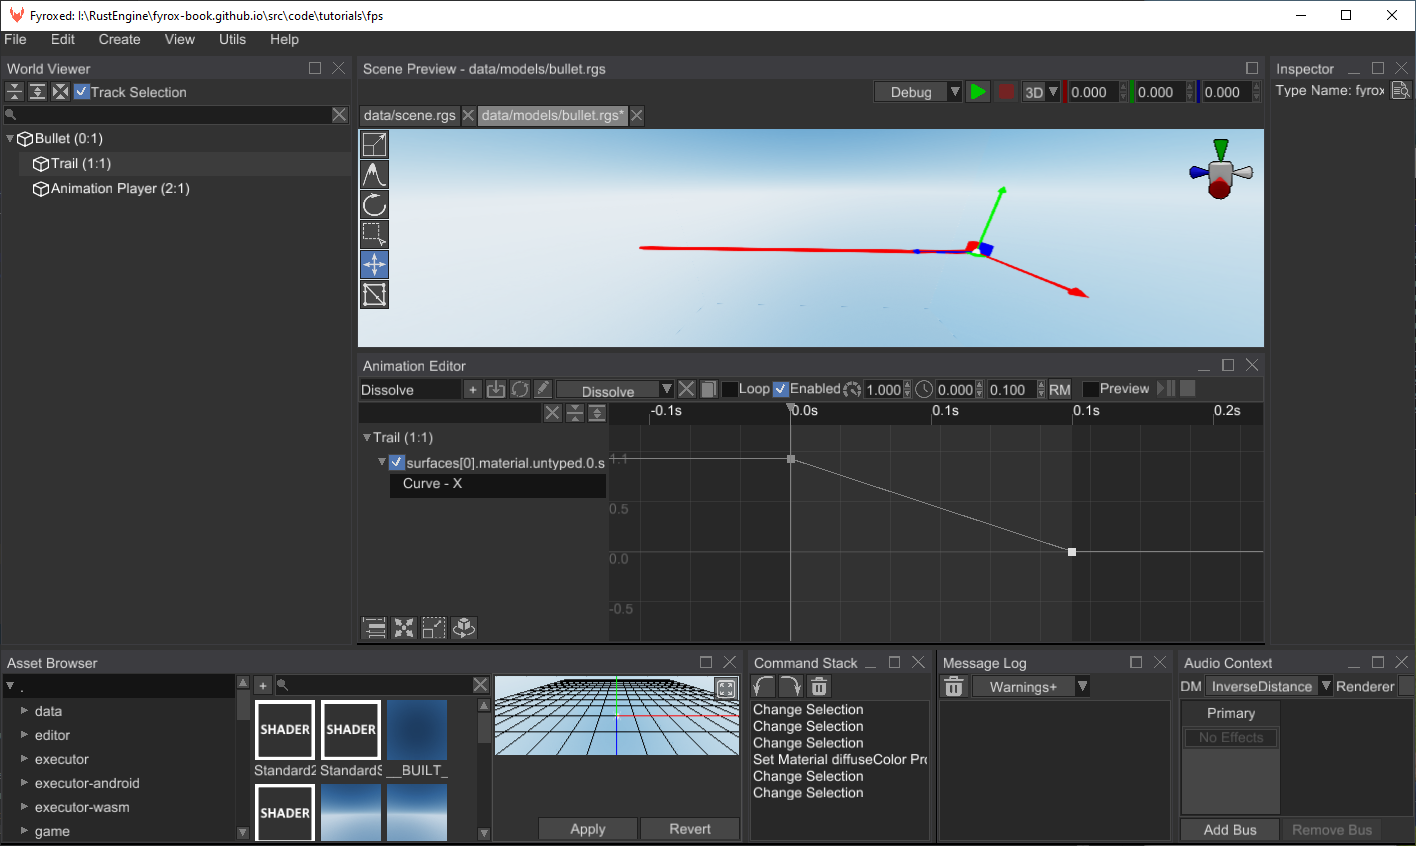 Fyroxed: I:\RustEngine\fyrox-book.github.io\src\code\tutorials\fps
File Edit Create View Utils Help
World Viewer
Track Selection
Bullet (0:1)
Trail (1:1)
Animation Player (2:1)
Scene Preview - data/models/bullet.rgs
Debug 3D 0.000 0.000 0.000
data/scene.rgs data/models/bullet.rgs*
Inspector
Type Name: fyrox
Animation Editor
Dissolve + Dissolve Loop Enabled 1.000 0.000 0.100 RM Preview
-0.1s 0.0s 0.1s 0.1s 0.2s
Trail (1:1)
surfaces[0].material.untyped.0.s
Curve - X
1.1
0.5
0.0
-0.5
Asset Browser
.
data
editor
executor
executor-android
executor-wasm
game
+
SHADER SHADER
Standard2 StandardS __BUILT_
SHADER
Apply Revert
Command Stack
Change Selection
Change Selection
Change Selection
Set Material diffuseColor Pro
Change Selection
Change Selection
Message Log
Warnings+
Audio Context
DM InverseDistance Renderer
Primary
No Effects
Add Bus Remove Bus